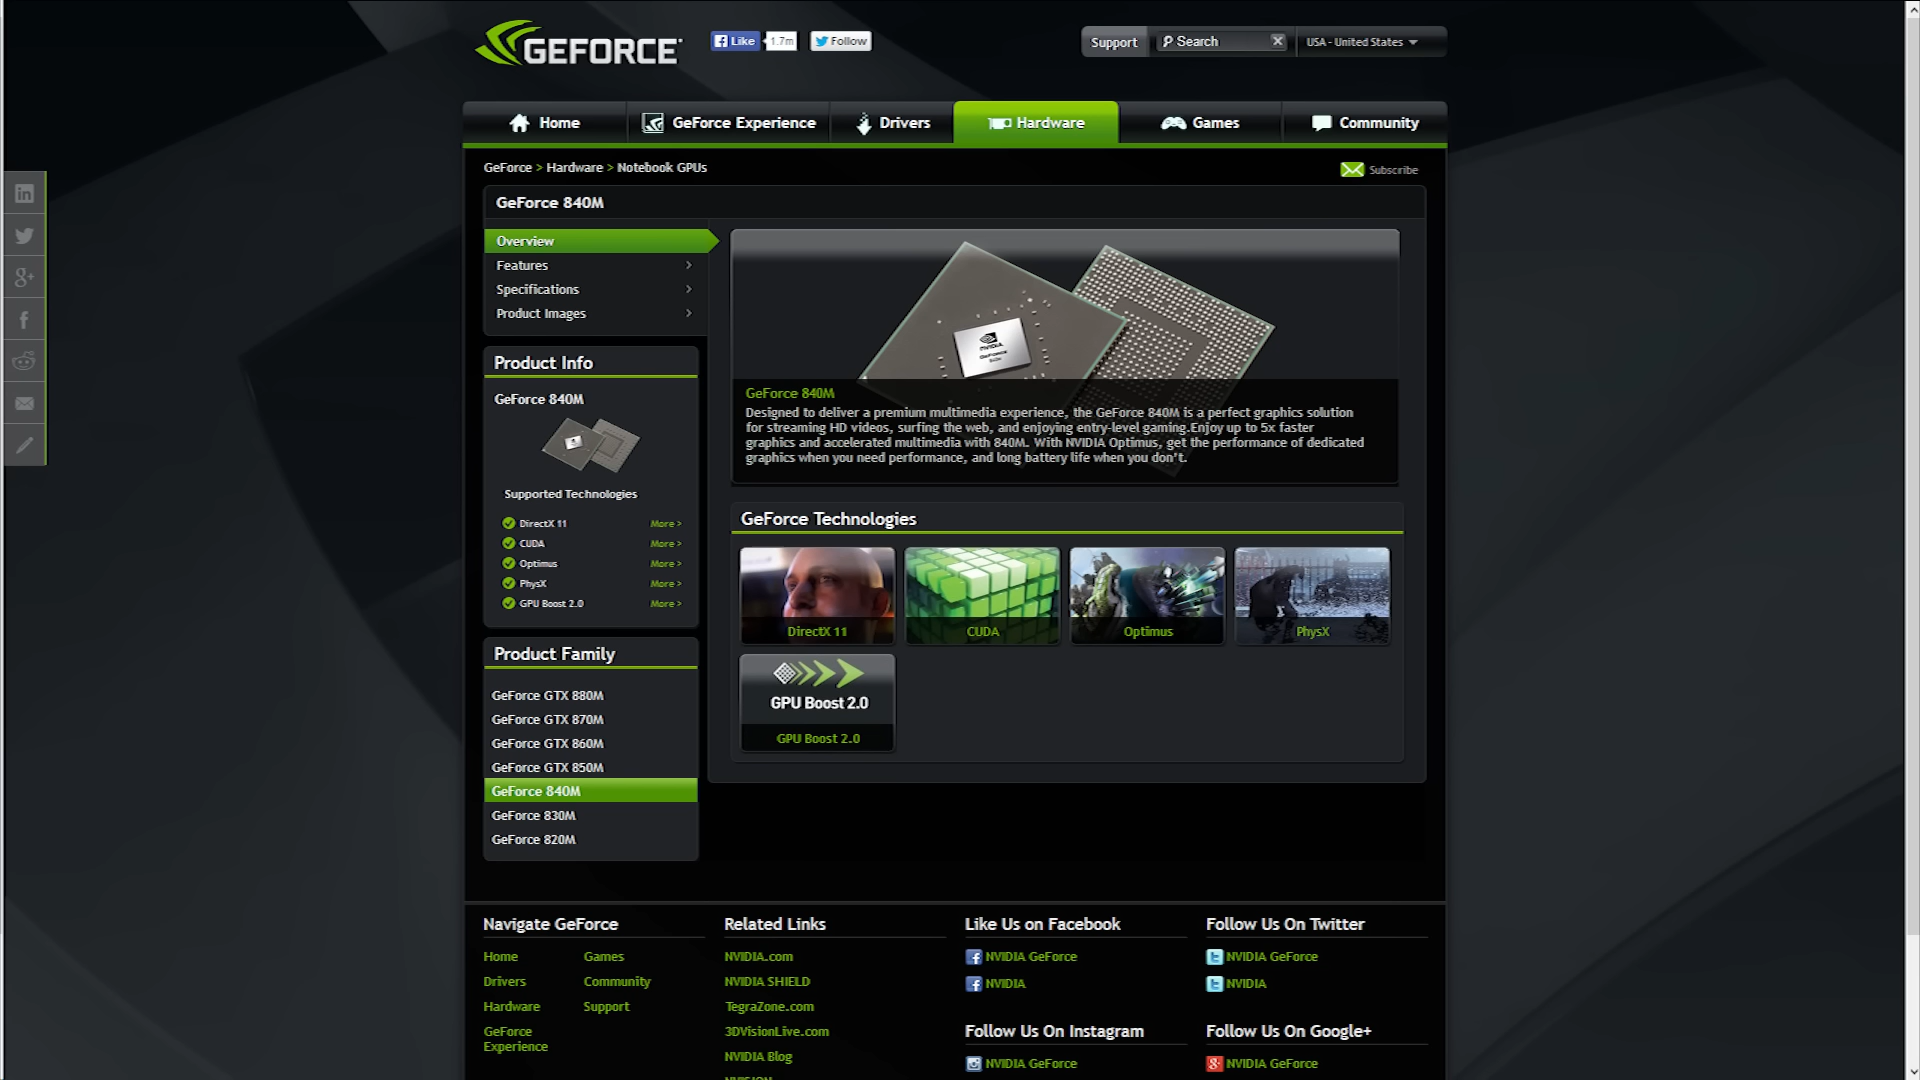 GEFORCE
Like
1.7m
Follow
Support
Search
USA - United States
Home
GeForce Experience
Drivers
Hardware
Games
Community
GeForce > Hardware > Notebook GPUs
Subscribe
GeForce 840M
Overview
Features
Specifications
Product Images
Product Info
GeForce 840M
Supported Technologies
DirectX 11 More >
CUDA More >
Optimus More >
PhysX More >
GPU Boost 2.0 More >
Product Family
GeForce GTX 880M
GeForce GTX 870M
GeForce GTX 860M
GeForce GTX 850M
GeForce 840M
GeForce 830M
GeForce 820M
NVIDIA
GeForce
GeForce 840M
Designed to deliver a premium multimedia experience, the GeForce 840M is a perfect graphics solution
for streaming HD videos, surfing the web, and enjoying entry-level gaming.Enjoy up to 5x faster
graphics and accelerated multimedia with 840M. With NVIDIA Optimus, get the performance of dedicated
graphics when you need performance, and long battery life when you don't.
GeForce Technologies
DirectX 11
CUDA
Optimus
PhysX
GPU Boost 2.0
GPU Boost 2.0
Navigate GeForce
Home
Drivers
Hardware
GeForce
Experience
Games
Community
Support
Related Links
NVIDIA.com
NVIDIA SHIELD
TegraZone.com
3DVisionLive.com
NVIDIA Blog
Like Us on Facebook
NVIDIA GeForce
NVIDIA
Follow Us On Instagram
NVIDIA GeForce
Follow Us On Twitter
NVIDIA GeForce
NVIDIA
Follow Us On Google+
NVIDIA GeForce